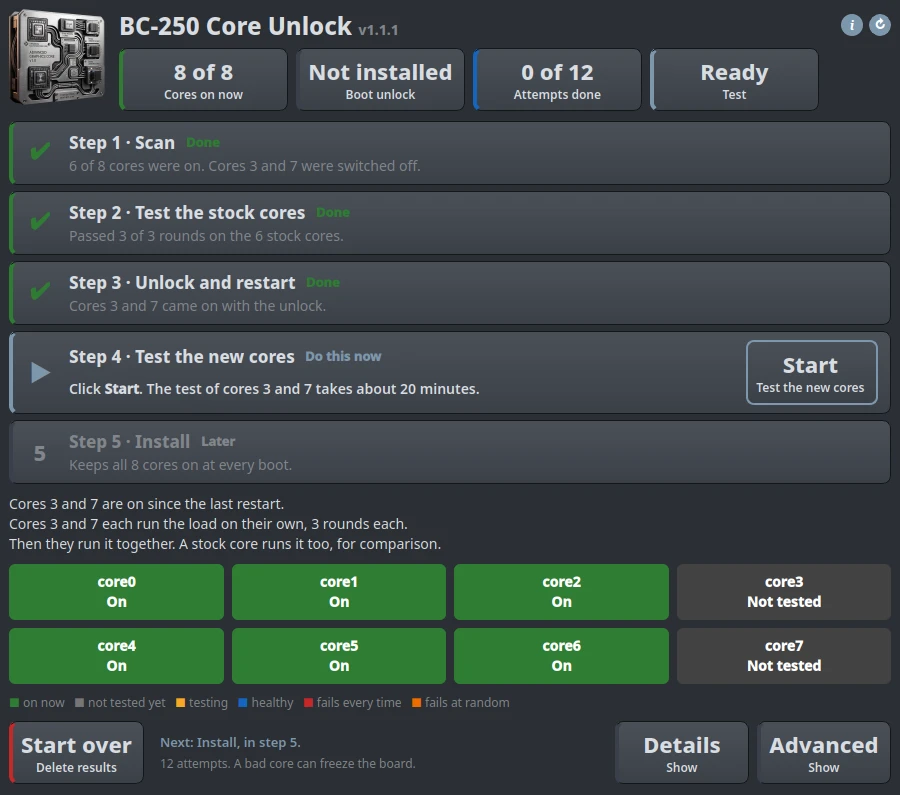 BC-250 Core Unlock v1.1.1
8 of 8
Cores on now
Not installed
Boot unlock
0 of 12
Attempts done
Ready
Test
Step 1 · Scan Done
6 of 8 cores were on. Cores 3 and 7 were switched off.
Step 2 · Test the stock cores Done
Passed 3 of 3 rounds on the 6 stock cores.
Step 3 · Unlock and restart Done
Cores 3 and 7 came on with the unlock.
Step 4 · Test the new cores Do this now
Click Start. The test of cores 3 and 7 takes about 20 minutes.
Start
Test the new cores
5
Step 5 · Install Later
Keeps all 8 cores on at every boot.
Cores 3 and 7 are on since the last restart.
Cores 3 and 7 each run the load on their own, 3 rounds each.
Then they run it together. A stock core runs it too, for comparison.
core0
On
core1
On
core2
On
core3
Not tested
core4
On
core5
On
core6
On
core7
Not tested
on now not tested yet testing healthy fails every time fails at random
Start over
Delete results
Next: Install, in step 5.
12 attempts. A bad core can freeze the board.
Details
Show
Advanced
Show